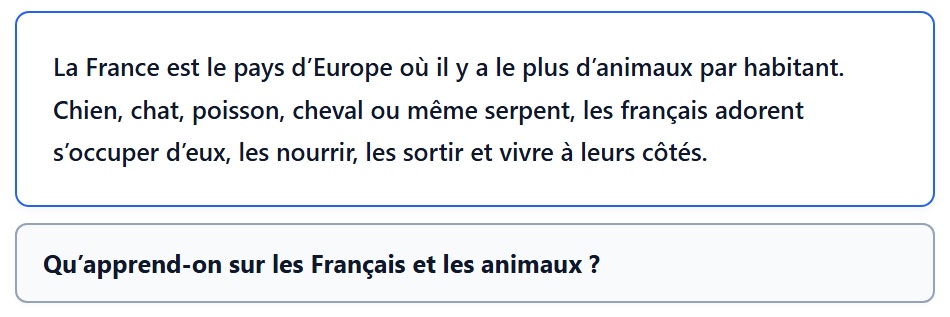 La France est le pays d’Europe où il y a le plus d’animaux par habitant.
Chien, chat, poisson, cheval ou même serpent, les français adorent
s’occuper d’eux, les nourrir, les sortir et vivre à leurs côtés.
Qu’apprend-on sur les Français et les animaux ?